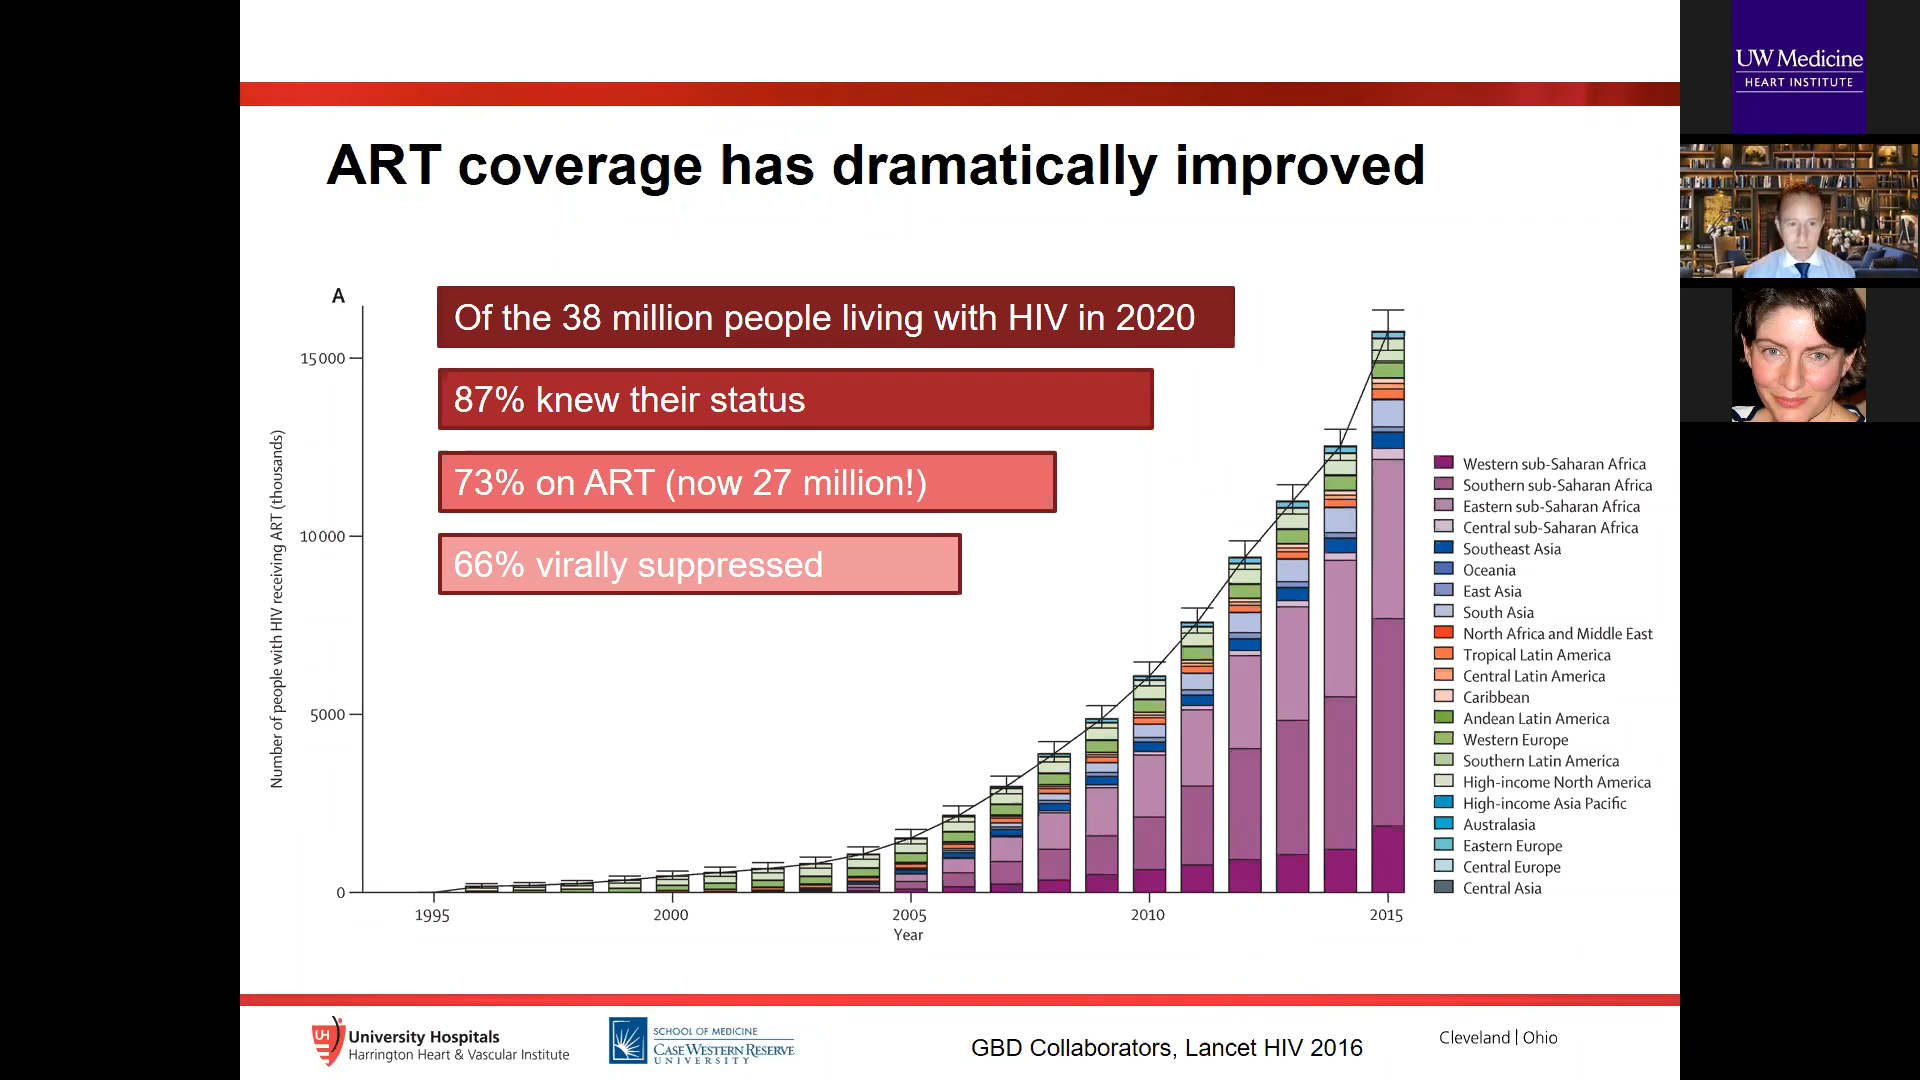 UW Medicine
HEART INSTITUTE
ART coverage has dramatically improved
A
Of the 38 million people living with HIV in 2020
87% knew their status
73% on ART (now 27 million!)
66% virally suppressed
Number of people with HIV receiving ART (thousands)
15000
10000
5000
0
1995
2000
2005
2010
2015
Year
Western sub-Saharan Africa
Southern sub-Saharan Africa
Eastern sub-Saharan Africa
Central sub-Saharan Africa
Southeast Asia
Oceania
East Asia
South Asia
North Africa and Middle East
Tropical Latin America
Central Latin America
Caribbean
Andean Latin America
Western Europe
Southern Latin America
High-income North America
High-income Asia Pacific
Australasia
Eastern Europe
Central Europe
Central Asia
UH
University Hospitals
Harrington Heart & Vascular Institute
SCHOOL OF MEDICINE
CASE WESTERN RESERVE
UNIVERSITY
GBD Collaborators, Lancet HIV 2016
Cleveland | Ohio